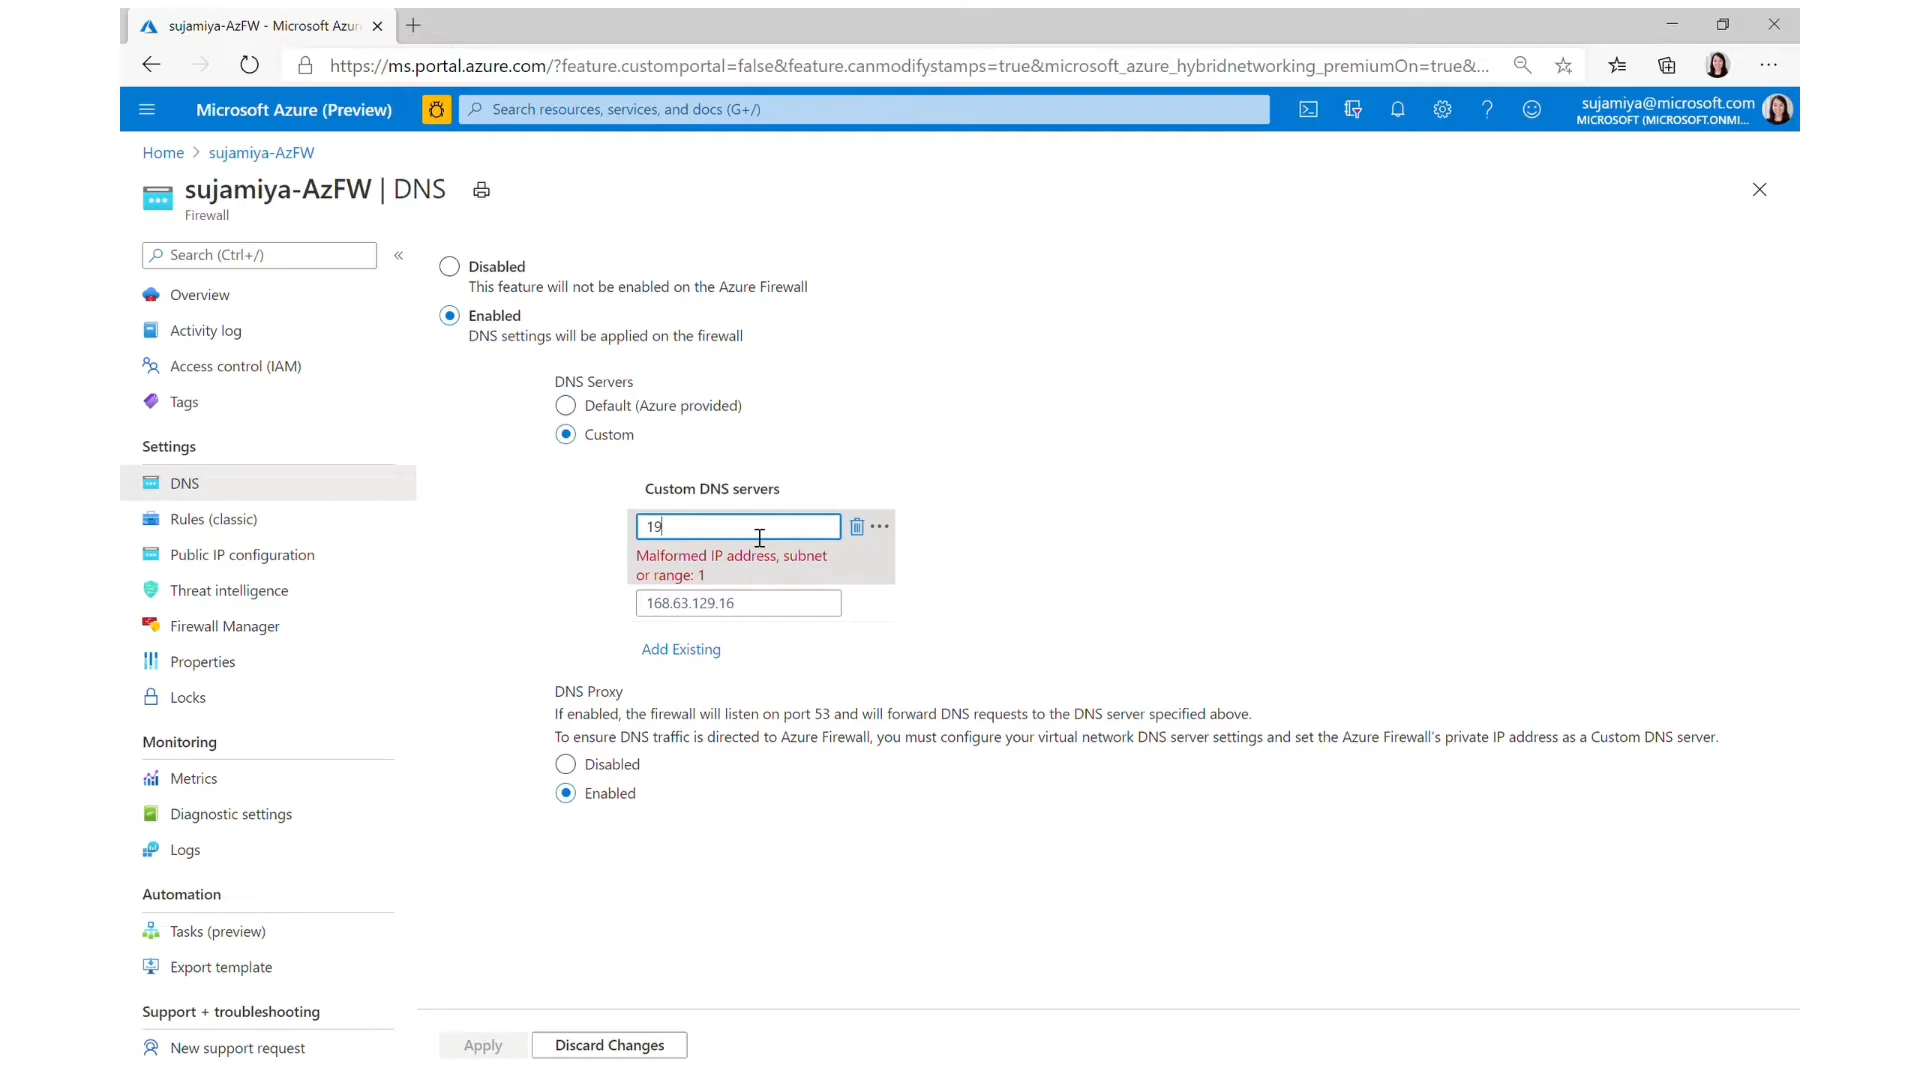 sujamiya-AzFW - Microsoft Azur
https://ms.portal.azure.com/?feature.customportal=false&feature.canmodifystamps=true&microsoft_azure_hybridnetworking_premiumOn=true&...
Microsoft Azure (Preview)
Search resources, services, and docs (G+/)
sujamiya@microsoft.com
MICROSOFT (MICROSOFT.ONMI...
Home > sujamiya-AzFW
sujamiya-AzFW | DNS
Firewall
Search (Ctrl+/)
«
Overview
Activity log
Access control (IAM)
Tags
Settings
DNS
Rules (classic)
Public IP configuration
Threat intelligence
Firewall Manager
Properties
Locks
Monitoring
Metrics
Diagnostic settings
Logs
Automation
Tasks (preview)
Export template
Support + troubleshooting
New support request
Disabled
This feature will not be enabled on the Azure Firewall
Enabled
DNS settings will be applied on the firewall
DNS Servers
Default (Azure provided)
Custom
Custom DNS servers
19
Malformed IP address, subnet
or range: 1
168.63.129.16
Add Existing
DNS Proxy
If enabled, the firewall will listen on port 53 and will forward DNS requests to the DNS server specified above.
To ensure DNS traffic is directed to Azure Firewall, you must configure your virtual network DNS server settings and set the Azure Firewall's private IP address as a Custom DNS server.
Disabled
Enabled
Apply
Discard Changes